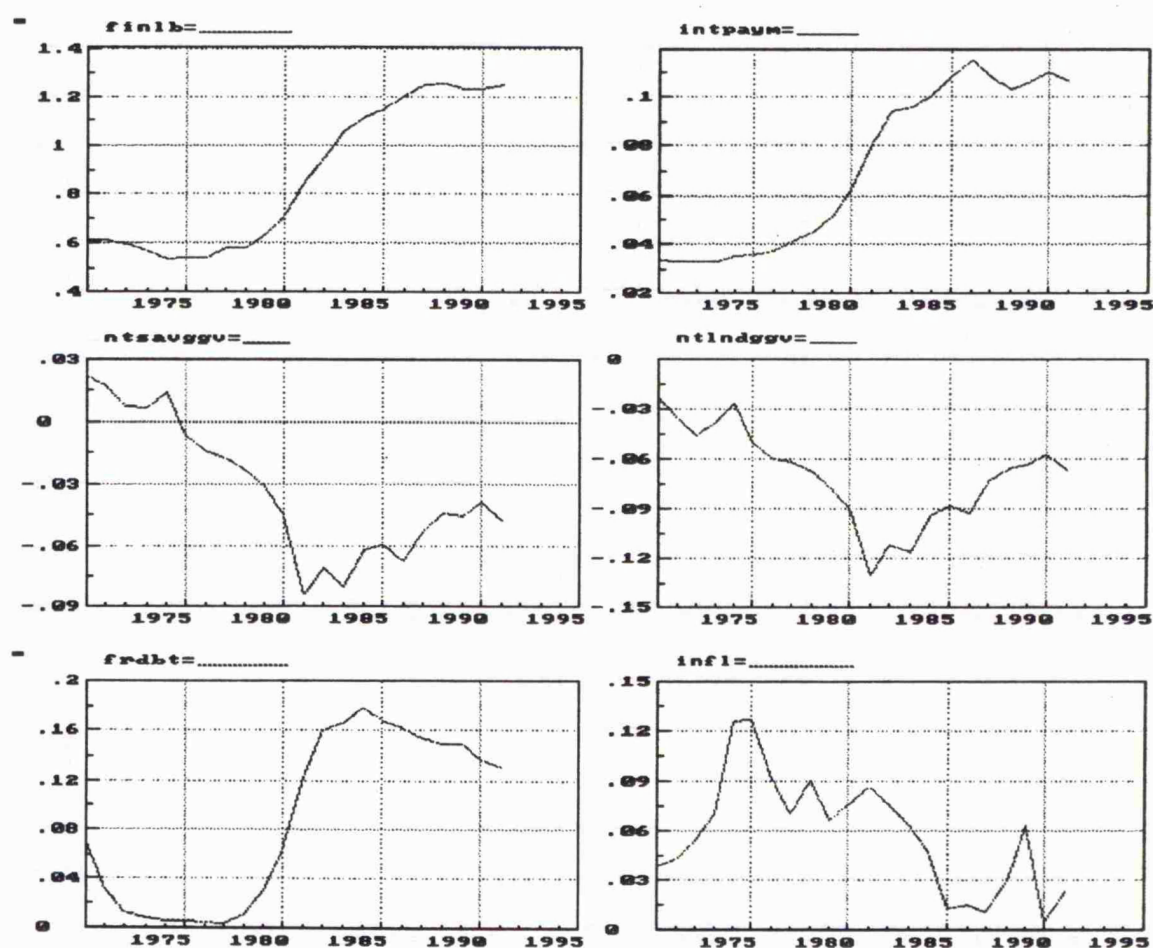 finlb=
1.4
1.2
1
.8
.6
.4
1975 1980 1985 1990 1995
intpaym=
.1
.08
.06
.04
.02
1975 1980 1985 1990 1995
ntsavggv=
.03
0
-.03
-.06
-.09
1975 1980 1985 1990 1995
ntlndggv=
0
-.03
-.06
-.09
-.12
-.15
1975 1980 1985 1990 1995
frdbt=
.2
.16
.12
.08
.04
0
1975 1980 1985 1990 1995
infl=
.15
.12
.09
.06
.03
0
1975 1980 1985 1990 1995